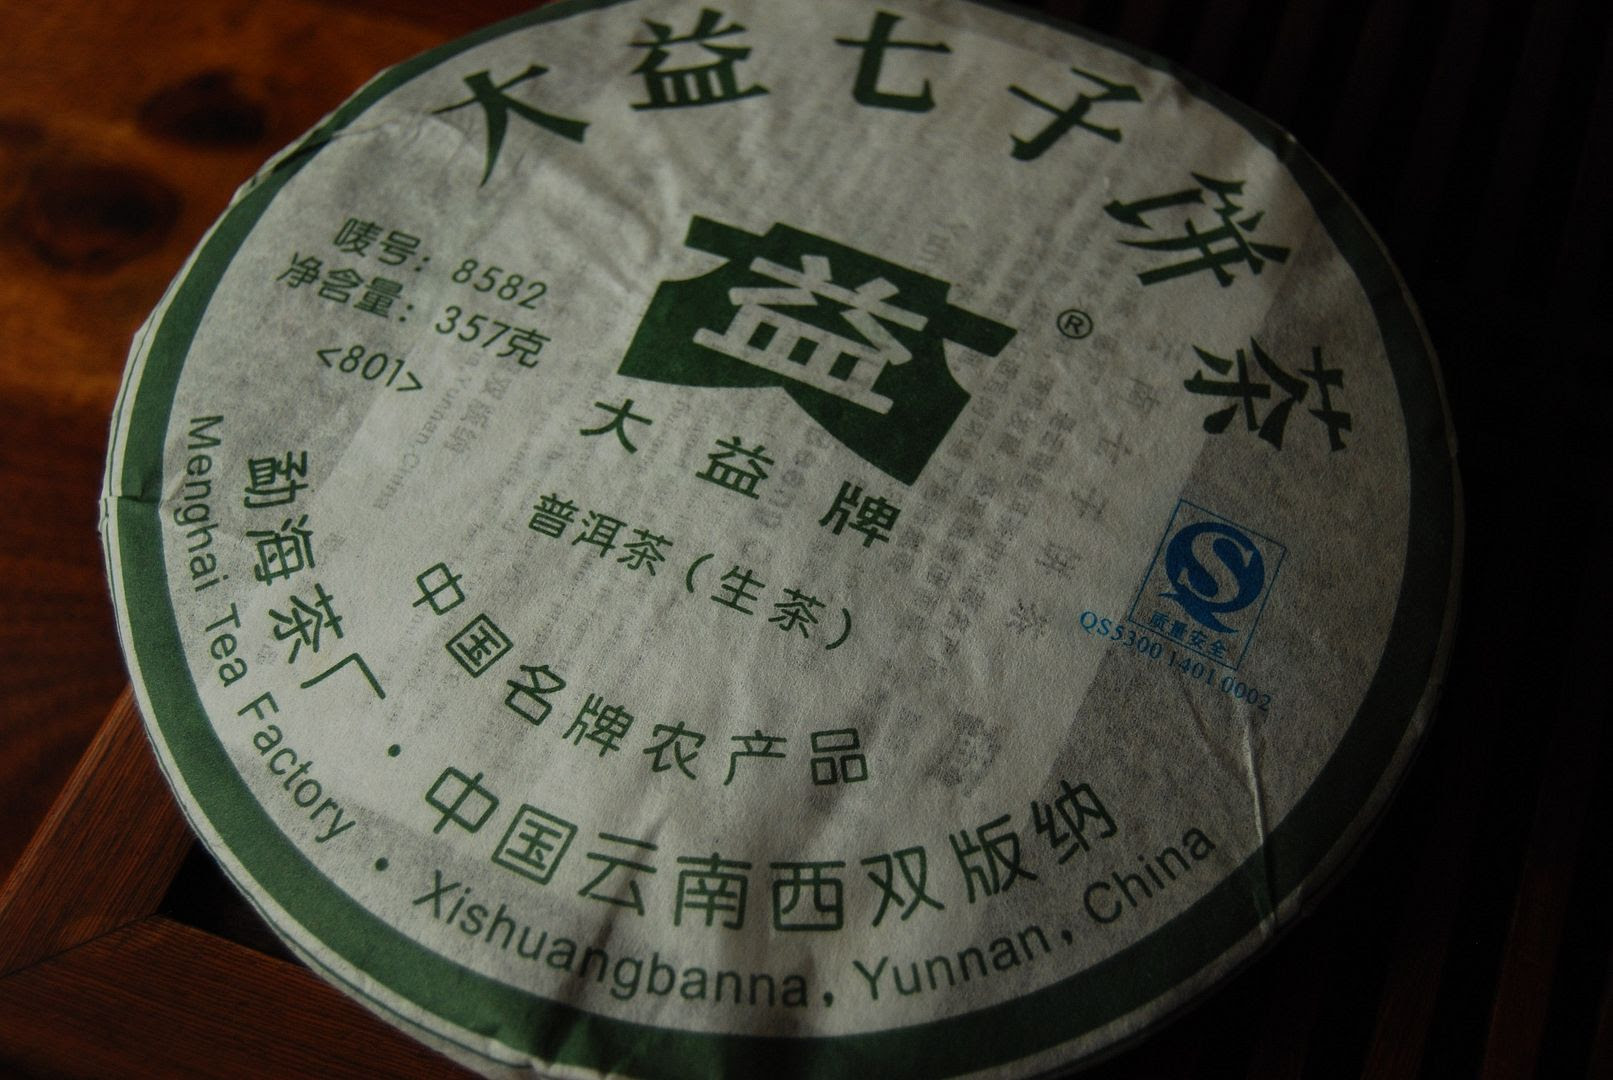 大益七子饼茶
唛号：8582
净含量：357克
<801>
益
®
大益牌
普洱茶（生茶）
中国名牌农产品
质量安全
QS5300 1401 0002
勐海茶厂·中国云南西双版纳
Menghai Tea Factory · Xishuangbanna, Yunnan, China